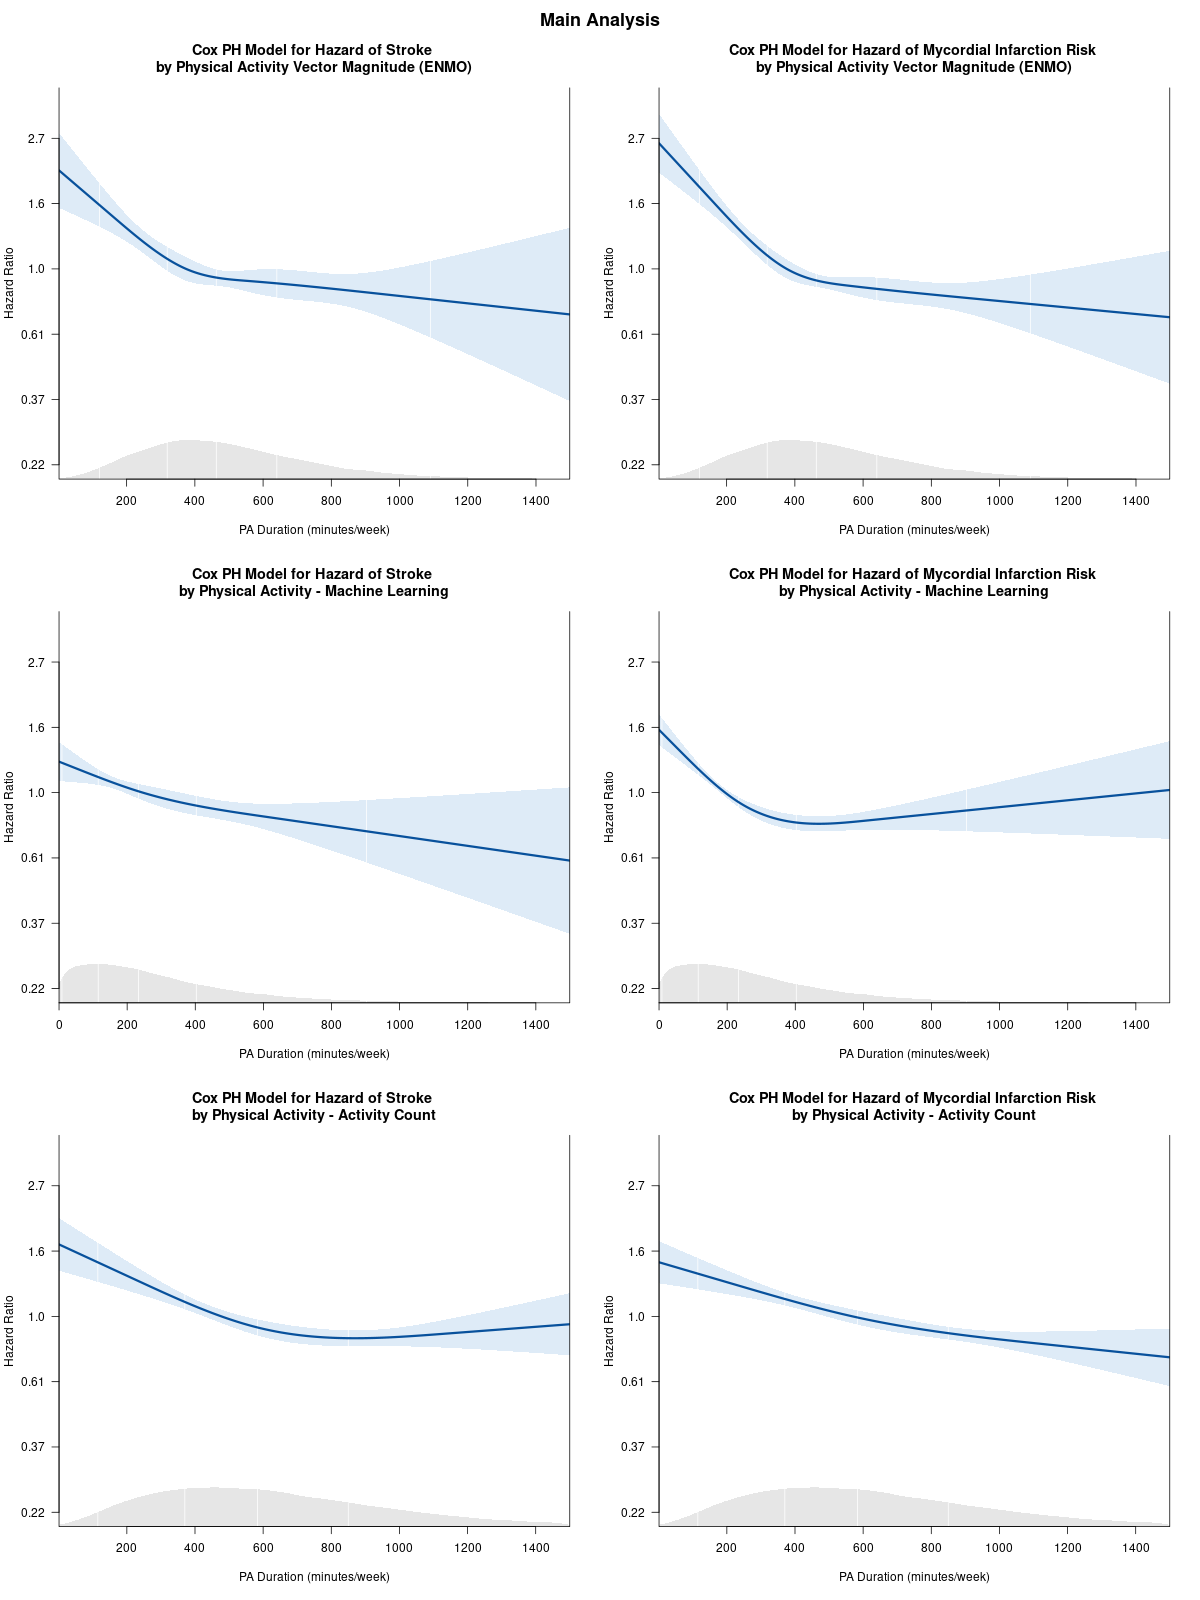 Main Analysis
Cox PH Model for Hazard of Stroke
by Physical Activity Vector Magnitude (ENMO)
Hazard Ratio
2.7
1.6
1.0
0.61
0.37
0.22
200 400 600 800 1000 1200 1400
PA Duration (minutes/week)
Cox PH Model for Hazard of Mycordial Infarction Risk
by Physical Activity Vector Magnitude (ENMO)
Hazard Ratio
2.7
1.6
1.0
0.61
0.37
0.22
200 400 600 800 1000 1200 1400
PA Duration (minutes/week)
Cox PH Model for Hazard of Stroke
by Physical Activity - Machine Learning
Hazard Ratio
2.7
1.6
1.0
0.61
0.37
0.22
0 200 400 600 800 1000 1200 1400
PA Duration (minutes/week)
Cox PH Model for Hazard of Mycordial Infarction Risk
by Physical Activity - Machine Learning
Hazard Ratio
2.7
1.6
1.0
0.61
0.37
0.22
0 200 400 600 800 1000 1200 1400
PA Duration (minutes/week)
Cox PH Model for Hazard of Stroke
by Physical Activity - Activity Count
Hazard Ratio
2.7
1.6
1.0
0.61
0.37
0.22
200 400 600 800 1000 1200 1400
PA Duration (minutes/week)
Cox PH Model for Hazard of Mycordial Infarction Risk
by Physical Activity - Activity Count
Hazard Ratio
2.7
1.6
1.0
0.61
0.37
0.22
200 400 600 800 1000 1200 1400
PA Duration (minutes/week)